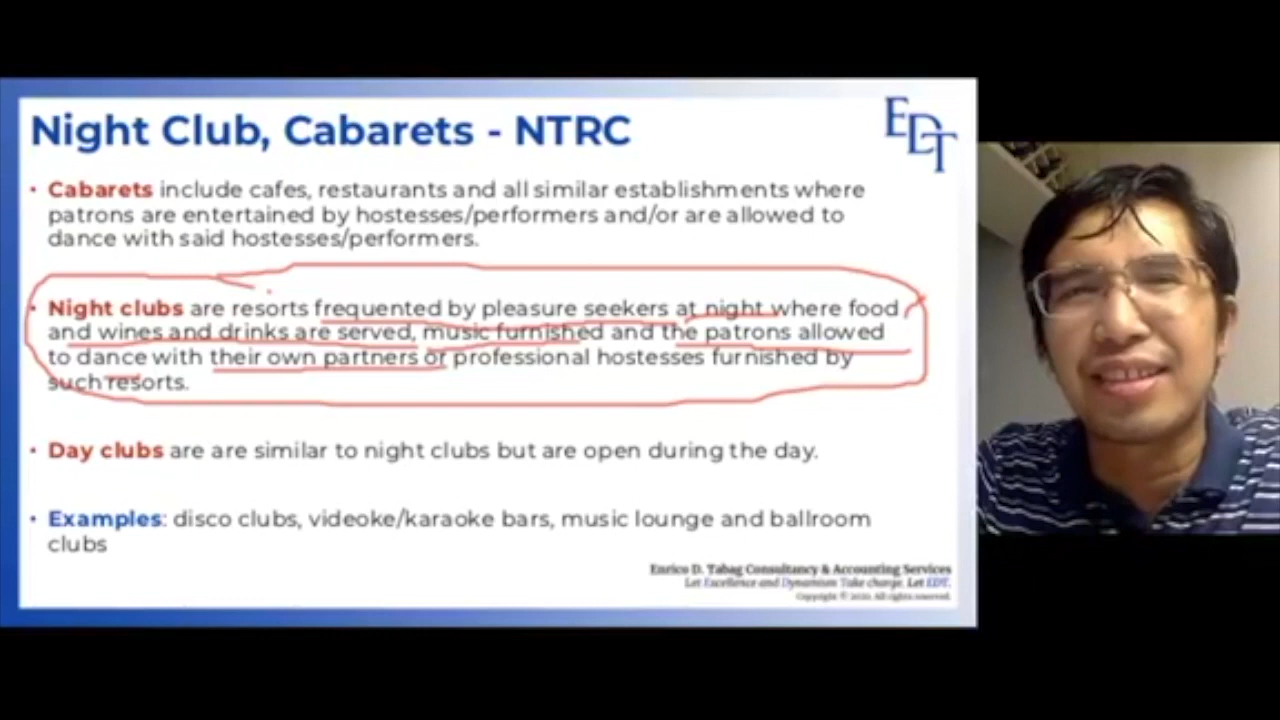 Night Club, Cabarets - NTRC
EDT
• Cabarets include cafes, restaurants and all similar establishments where
patrons are entertained by hostesses/performers and/or are allowed to
dance with said hostesses/performers.
• Night clubs are resorts frequented by pleasure seekers at night where food
and wines and drinks are served, music furnished and the patrons allowed
to dance with their own partners or professional hostesses furnished by
such resorts.
• Day clubs are are similar to night clubs but are open during the day.
• Examples: disco clubs, videoke/karaoke bars, music lounge and ballroom
clubs
Enrico D. Tabag Consultancy & Accounting Services
Let Excellence and Dynamism Take charge. Let EDT.
Copyright © 2020. All rights reserved.